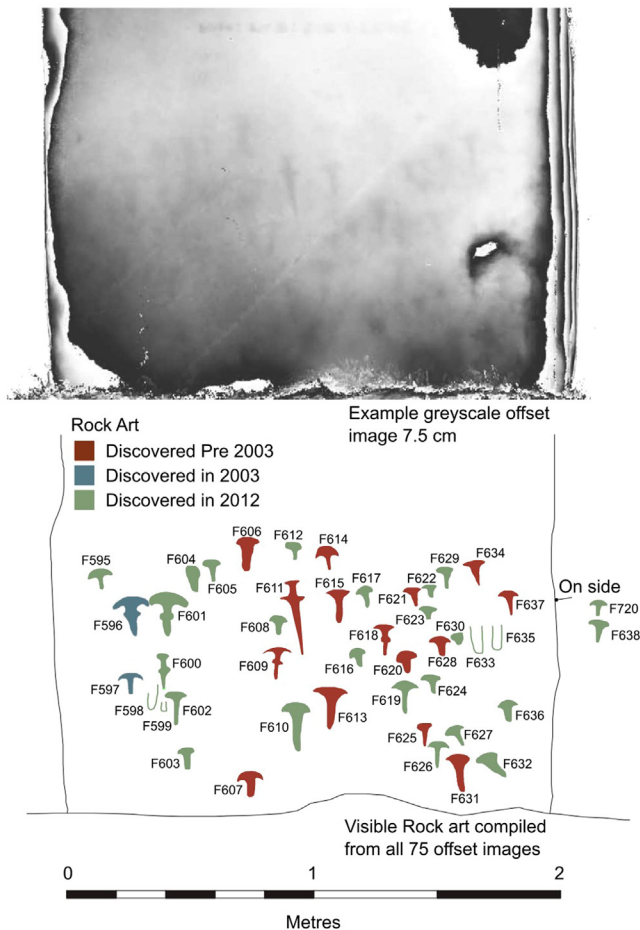 Example greyscale offset
image 7.5 cm
Rock Art
Discovered Pre 2003
Discovered in 2003
Discovered in 2012
F606
F612
F614
F595
F604
F605
F629
F634
F611
F615
F617
F621
F622
F637
On side
F720
F596
F601
F608
F618
F623
F630
F635
F638
F600
F609
F616
F620
F628
F633
F597
F598
F599
F602
F619
F624
F610
F613
F636
F603
F625
F627
F626
F632
F607
F631
Visible Rock art compiled
from all 75 offset images
0 1 2
Metres